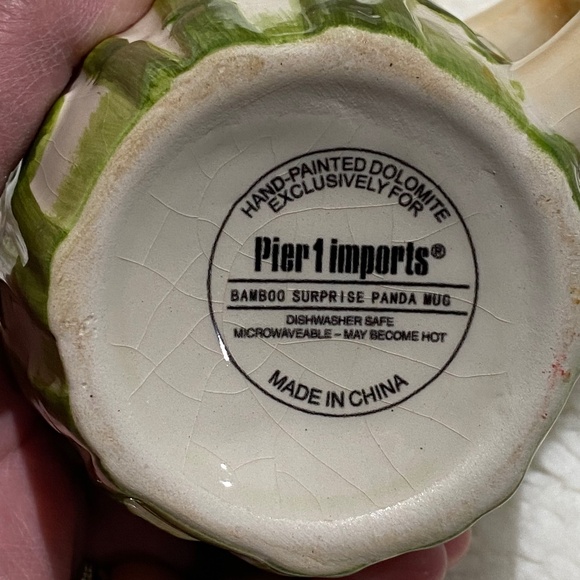 HAND-PAINTED DOLOMITE
EXCLUSIVELY FOR
Pier 1 imports®
BAMBOO SURPRISE PANDA MUG
DISHWASHER SAFE
MICROWAVEABLE - MAY BECOME HOT
MADE IN CHINA